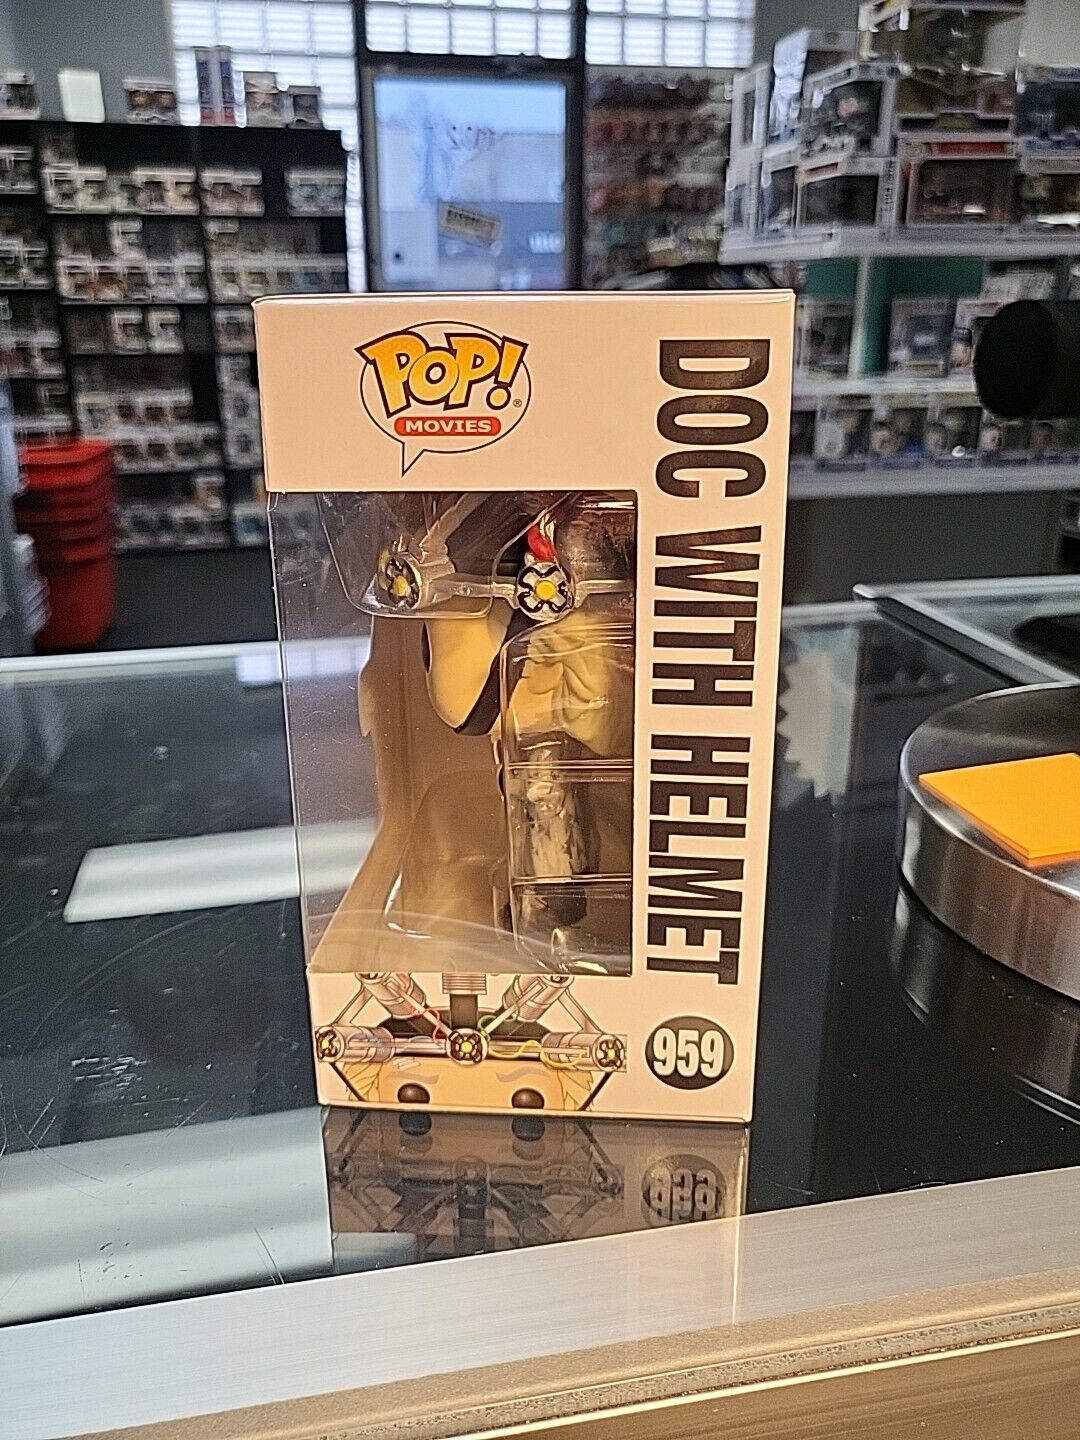 POP!®
MOVIES
DOC WITH HELMET
959